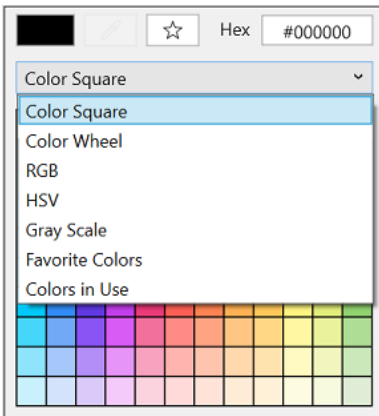 Hex #000000
Color Square
Color Square
Color Wheel
RGB
HSV
Gray Scale
Favorite Colors
Colors in Use